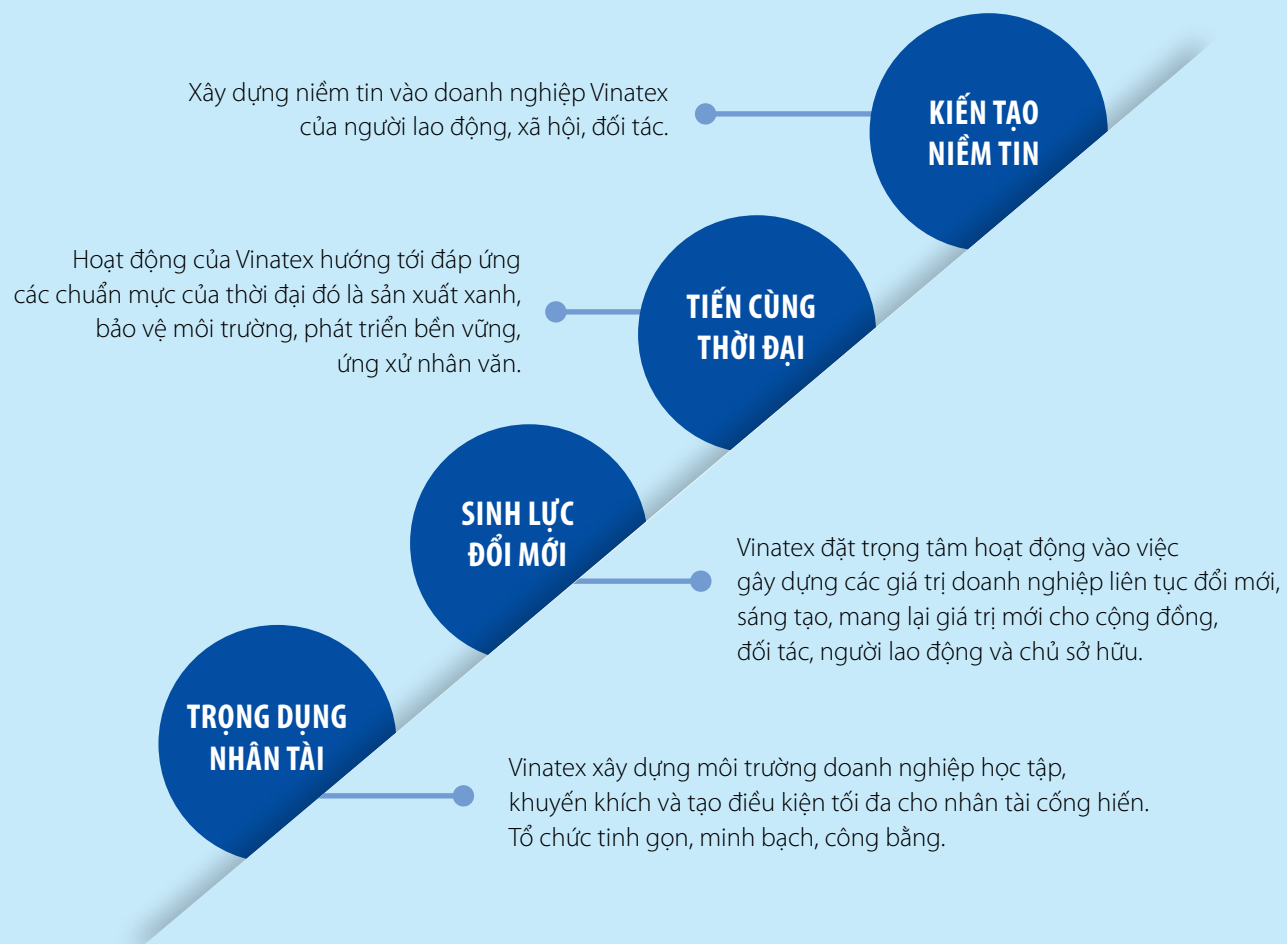 Xây dựng niềm tin vào doanh nghiệp Vinatex
của người lao động, xã hội, đối tác.
KIẾN TẠO
NIỀM TIN
Hoạt động của Vinatex hướng tới đáp ứng
các chuẩn mực của thời đại đó là sản xuất xanh,
bảo vệ môi trường, phát triển bền vững,
ứng xử nhân văn.
TIẾN CÙNG
THỜI ĐẠI
SINH LỰC
ĐỔI MỚI
Vinatex đặt trọng tâm hoạt động vào việc
gây dựng các giá trị doanh nghiệp liên tục đổi mới,
sáng tạo, mang lại giá trị mới cho cộng đồng,
đối tác, người lao động và chủ sở hữu.
TRỌNG DỤNG
NHÂN TÀI
Vinatex xây dựng môi trường doanh nghiệp học tập,
khuyến khích và tạo điều kiện tối đa cho nhân tài cống hiến.
Tổ chức tinh gọn, minh bạch, công bằng.